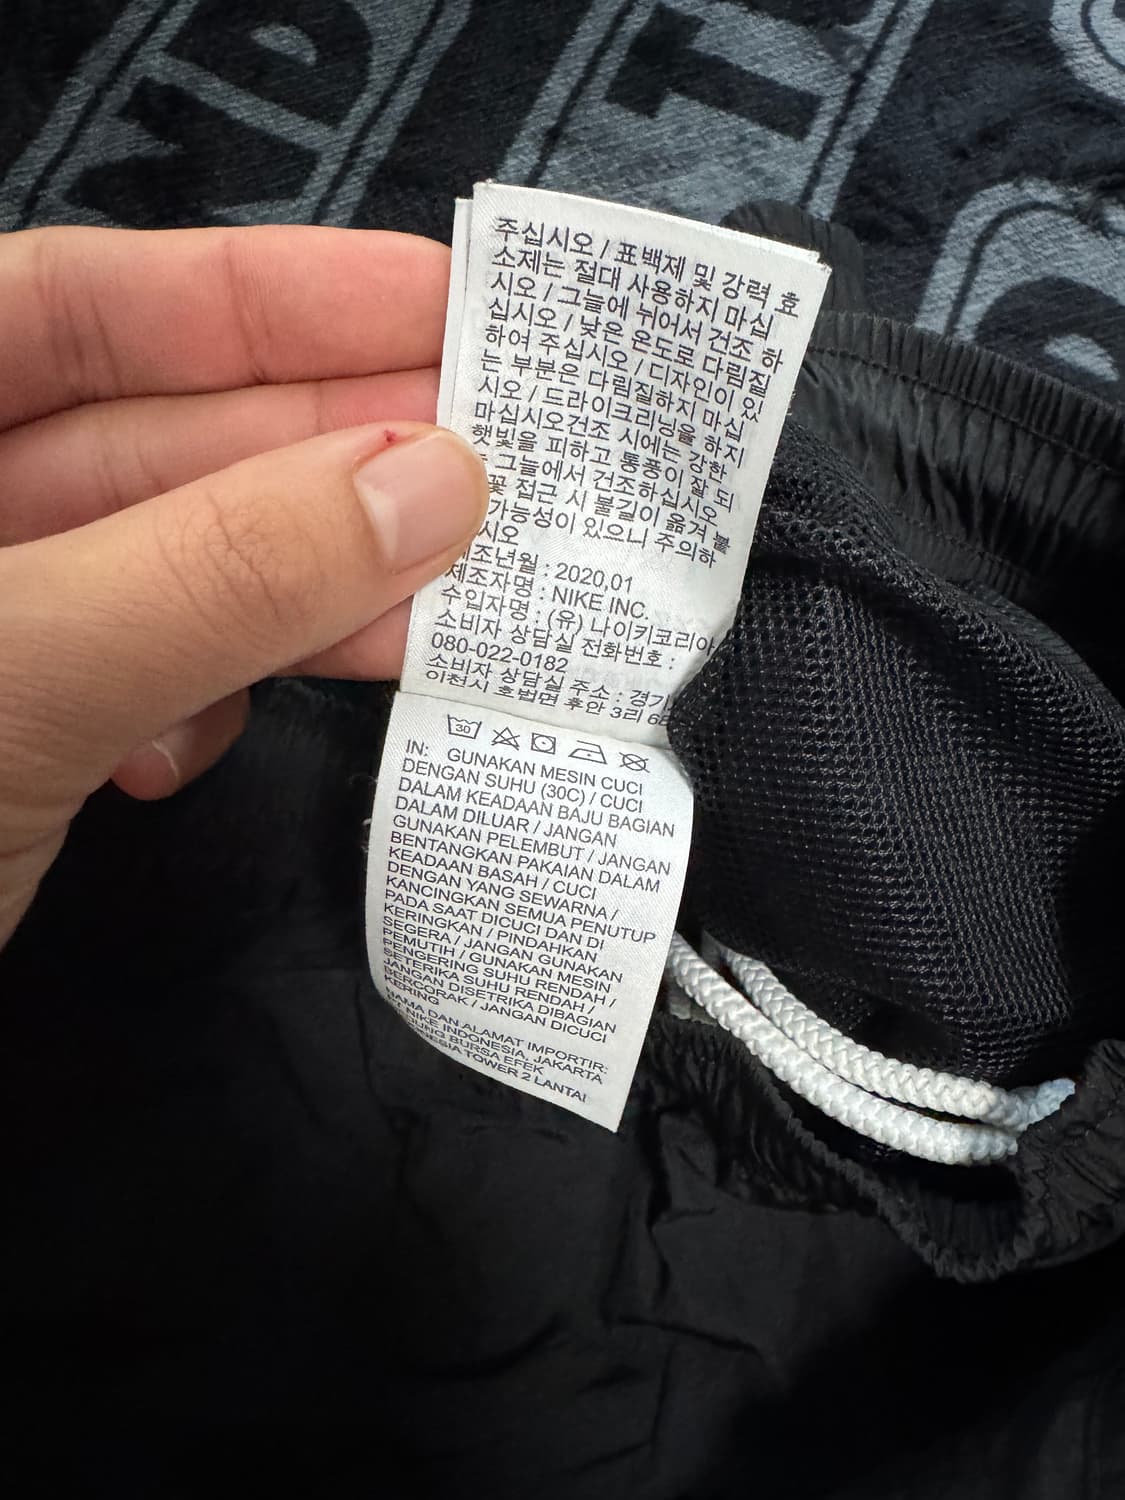 주십시오 / 표백제 및 강력 효
소제는 절대 사용하지 마십
시오 / 그늘에 뉘어서 건조 하
십시오 / 낮은 온도로 다림질
하여 주십시오 / 디자인이 있
는 부분은 다림질하지 마십
시오 / 드라이크리닝을 하지
마십시오건조 시에는 강한
햇빛을 피하고 통풍이 잘 되
그늘에서 건조하십시오
꽃 접근 시 불길이 옮겨 붙
가능성이 있으니 주의하
시오
제조년월 : 2020,01
제조자명 : NIKE INC.
수입자명 : (유) 나이키코리아
소비자 상담실 전화번호 :
080-022-0182
소비자 상담실 주소 : 경기
이천시 호법면 후안 3리 68
30
IN: GUNAKAN MESIN CUCI
DENGAN SUHU (30C) / CUCI
DALAM KEADAAN BAJU BAGIAN
DALAM DILUAR / JANGAN
GUNAKAN PELEMBUT / JANGAN
BENTANGKAN PAKAIAN DALAM
KEADAAN BASAH / CUCI
DENGAN YANG SEWARNA /
KANCINGKAN SEMUA PENUTUP
PADA SAAT DICUCI DAN DI
KERINGKAN / PINDAHKAN
SEGERA / JANGAN GUNAKAN
PEMUTIH / GUNAKAN MESIN
PENGERING SUHU RENDAH /
SETERIKA SUHU RENDAH /
JANGAN DISETRIKA DIBAGIAN
BERCORAK / JANGAN DICUCI
KERING
NAMA DAN ALAMAT IMPORTIR:
PT NIKE INDONESIA, JAKARTA
BURSA EFEK
TOWER 2 LANTAI